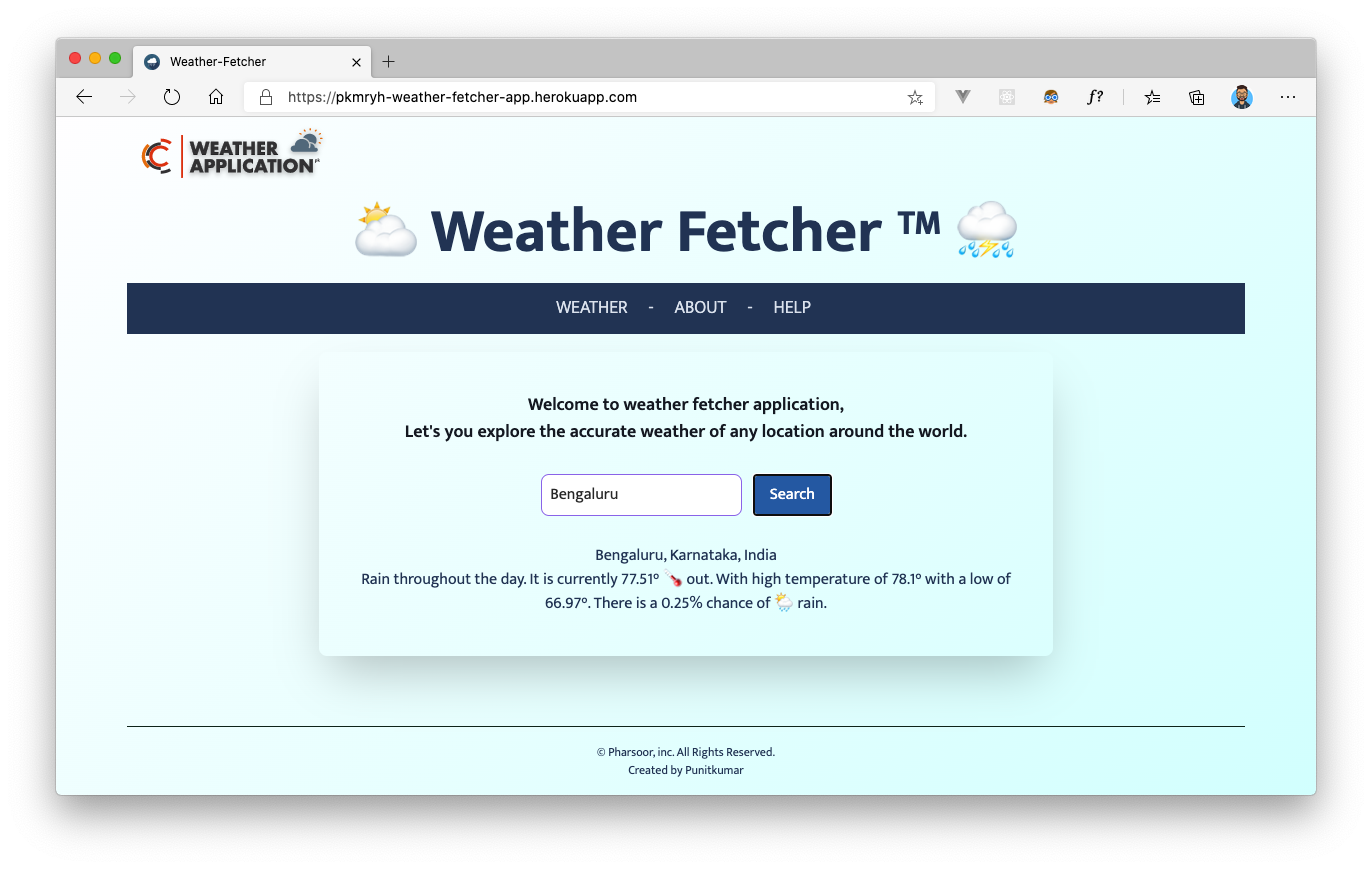 Weather-Fetcher
https://pkmryh-weather-fetcher-app.herokuapp.com
f?
WEATHER
APPLICATION
Weather Fetcher ™
WEATHER - ABOUT - HELP
Welcome to weather fetcher application,
Let's you explore the accurate weather of any location around the world.
Bengaluru
Search
Bengaluru, Karnataka, India
Rain throughout the day. It is currently 77.51° 🌡️ out. With high temperature of 78.1° with a low of
66.97°. There is a 0.25% chance of 🌦️ rain.
© Pharsoor, inc. All Rights Reserved.
Created by Punitkumar